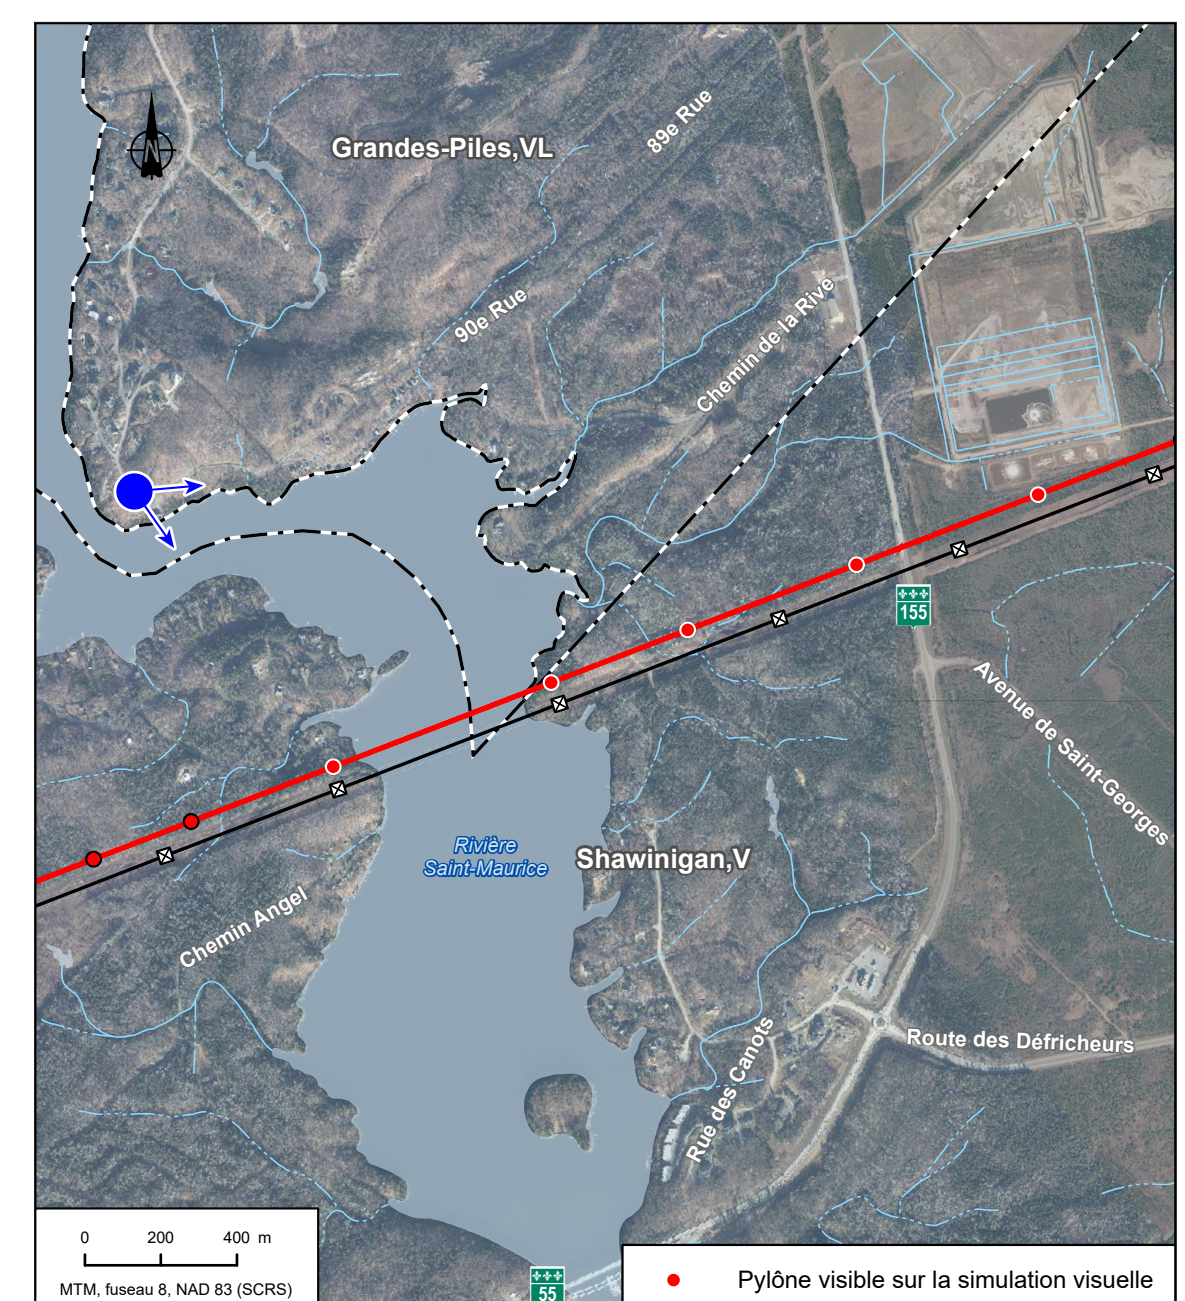 Grandes-Piles,VL
89e Rue
N
90e Rue
Chemin de la Rive
155
Avenue de Saint-Georges
Rivière
Saint-Maurice
Shawinigan,V
Chemin Angel
Route des Défricheurs
Rue des Canots
0 200 400 m
MTM, fuseau 8, NAD 83 (SCRS)
55
Pylône visible sur la simulation visuelle